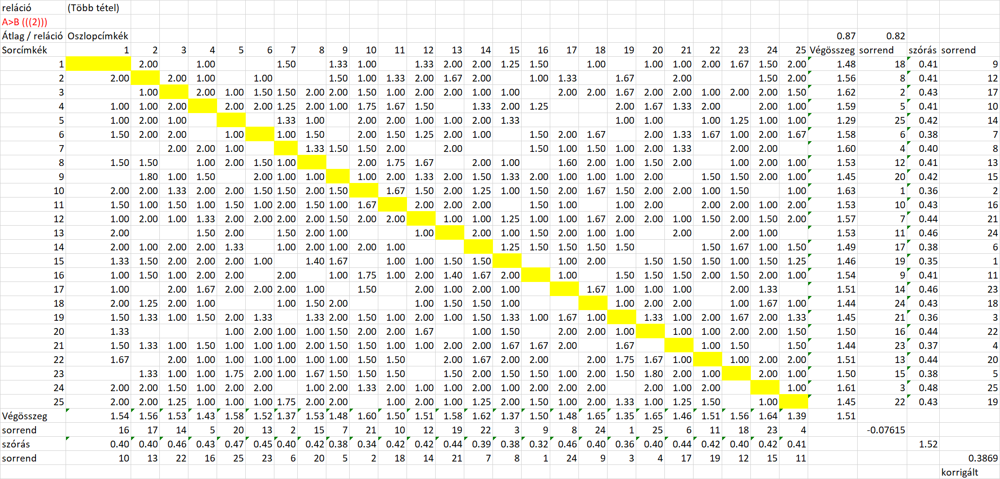 reláció (Több tétel)
A>B (((2)))
Átlag / reláció Oszlopcímkék 0.87 0.82
Sorcímkék 1 2 3 4 5 6 7 8 9 10 11 12 13 14 15 16 17 18 19 20 21 22 23 24 25 Végösszeg sorrend szórás sorrend
1 2.00 1.00 1.50 1.33 1.00 1.33 2.00 2.00 1.25 1.50 1.00 1.00 1.00 2.00 1.67 1.50 2.00 1.48 18 0.41 9
2 2.00 2.00 1.00 1.00 1.50 1.00 1.33 2.00 1.67 2.00 1.00 1.33 1.67 2.00 1.50 2.00 1.56 8 0.41 12
3 1.00 2.00 1.00 1.50 1.50 2.00 2.00 1.50 1.00 2.00 2.00 1.00 1.00 2.00 2.00 1.67 2.00 2.00 1.00 2.00 2.00 1.50 1.62 2 0.43 17
4 1.00 1.00 2.00 2.00 2.00 1.25 2.00 1.00 1.75 1.67 1.50 1.33 2.00 1.25 2.00 1.67 1.33 2.00 2.00 1.00 1.59 5 0.41 10
5 1.00 2.00 1.00 1.33 1.00 2.00 2.00 1.00 1.00 2.00 1.33 1.00 1.00 1.00 1.25 1.00 1.00 1.29 25 0.42 14
6 1.50 2.00 2.00 1.00 1.00 1.50 2.00 1.50 1.25 2.00 1.00 1.50 2.00 1.67 2.00 1.33 1.67 1.00 2.00 1.67 1.58 6 0.38 7
7 2.00 2.00 1.00 1.33 1.50 1.50 2.00 2.00 1.50 1.00 1.50 1.00 2.00 1.33 2.00 2.00 1.60 4 0.40 8
8 1.50 1.50 1.00 2.00 1.50 1.00 2.00 1.75 1.67 2.00 1.00 1.60 2.00 1.00 1.50 2.00 1.00 2.00 1.00 1.53 12 0.41 13
9 1.80 1.00 1.50 2.00 1.00 1.00 1.00 2.00 1.33 2.00 1.50 1.33 2.00 1.00 1.00 1.00 2.00 1.50 1.50 2.00 1.00 1.45 20 0.42 15
10 2.00 2.00 1.33 2.00 2.00 1.50 1.50 2.00 1.50 1.67 1.50 2.00 1.25 1.00 1.50 2.00 1.67 1.50 2.00 2.00 1.00 1.50 1.00 1.63 1 0.36 2
11 1.50 1.00 1.50 1.00 1.50 1.00 2.00 1.50 1.00 1.67 2.00 2.00 2.00 1.50 1.00 1.00 2.00 2.00 2.00 1.00 2.00 1.53 10 0.43 16
12 1.00 2.00 1.00 1.33 2.00 2.00 2.00 2.00 1.50 2.00 2.00 1.00 1.00 1.25 1.00 1.00 1.67 2.00 2.00 1.00 1.50 2.00 1.50 2.00 1.57 7 0.44 21
13 2.00 1.50 2.00 1.50 2.00 1.00 1.00 2.00 1.00 1.50 2.00 1.00 1.00 2.00 2.00 1.00 1.53 11 0.46 24
14 2.00 1.00 2.00 2.00 1.33 1.00 2.00 1.00 2.00 1.00 1.25 1.50 1.50 1.50 1.50 1.50 1.67 1.00 1.50 1.49 17 0.38 6
15 1.33 1.50 2.00 2.00 2.00 1.00 1.40 1.67 1.00 1.00 1.50 1.50 1.00 2.00 1.50 1.50 1.50 1.00 1.50 1.25 1.46 19 0.35 1
16 1.00 1.50 1.00 2.00 2.00 2.00 1.00 1.75 1.00 2.00 1.40 1.67 2.00 1.00 1.50 1.50 1.50 2.00 1.50 2.00 1.00 1.54 9 0.41 11
17 1.00 2.00 1.67 2.00 2.00 2.00 1.00 1.50 2.00 1.00 2.00 1.00 1.67 1.00 1.00 1.00 2.00 1.33 1.51 14 0.46 23
18 2.00 1.25 2.00 1.00 1.00 1.50 2.00 1.00 1.50 1.50 1.00 1.00 2.00 2.00 1.00 1.67 1.00 1.44 24 0.43 18
19 1.50 1.33 1.00 1.50 2.00 1.33 1.33 2.00 1.50 1.00 2.00 1.00 1.50 1.33 1.00 1.67 1.00 1.33 1.00 2.00 1.67 2.00 1.33 1.45 21 0.36 3
20 1.33 1.00 2.00 1.00 1.00 1.50 2.00 2.00 1.67 1.00 1.50 2.00 2.00 1.00 1.00 1.00 2.00 2.00 1.50 1.50 16 0.44 22
21 1.50 1.33 1.00 1.50 1.00 1.00 1.00 2.00 1.50 1.50 1.00 1.00 2.00 2.00 1.67 1.67 2.00 1.67 1.00 1.50 1.50 1.44 23 0.37 4
22 1.67 2.00 1.00 1.00 1.00 1.00 1.00 1.00 1.50 1.50 2.00 1.67 2.00 2.00 2.00 1.75 1.67 1.00 1.00 2.00 2.00 1.51 13 0.44 20
23 1.33 1.00 1.00 1.75 2.00 1.00 1.67 1.50 1.50 1.50 1.50 2.00 1.50 1.50 1.00 2.00 1.50 1.80 2.00 1.00 2.00 1.00 1.50 15 0.38 5
24 2.00 2.00 1.50 1.00 2.00 2.00 1.00 2.00 1.33 2.00 1.00 1.00 2.00 1.00 2.00 2.00 2.00 2.00 1.00 2.00 1.00 1.61 3 0.48 25
25 2.00 2.00 1.25 1.00 1.00 1.00 1.75 2.00 2.00 1.00 2.00 1.00 1.25 2.00 1.50 1.00 2.00 1.33 1.00 1.25 1.50 1.00 1.45 22 0.43 19
Végösszeg 1.54 1.56 1.53 1.43 1.58 1.52 1.37 1.53 1.48 1.60 1.50 1.51 1.58 1.62 1.37 1.50 1.48 1.65 1.35 1.65 1.46 1.51 1.56 1.64 1.39 1.51
sorrend 16 17 14 5 20 13 2 15 7 21 10 12 19 22 3 9 8 24 1 25 6 11 18 23 4 -0.07615
szórás 0.40 0.40 0.46 0.43 0.47 0.45 0.40 0.42 0.38 0.34 0.42 0.42 0.44 0.39 0.38 0.32 0.46 0.40 0.36 0.40 0.44 0.42 0.40 0.42 0.41 1.52
sorrend 10 13 22 16 25 23 6 20 5 2 18 14 21 7 8 1 24 9 3 4 17 19 12 15 11 0.3869
korrigált